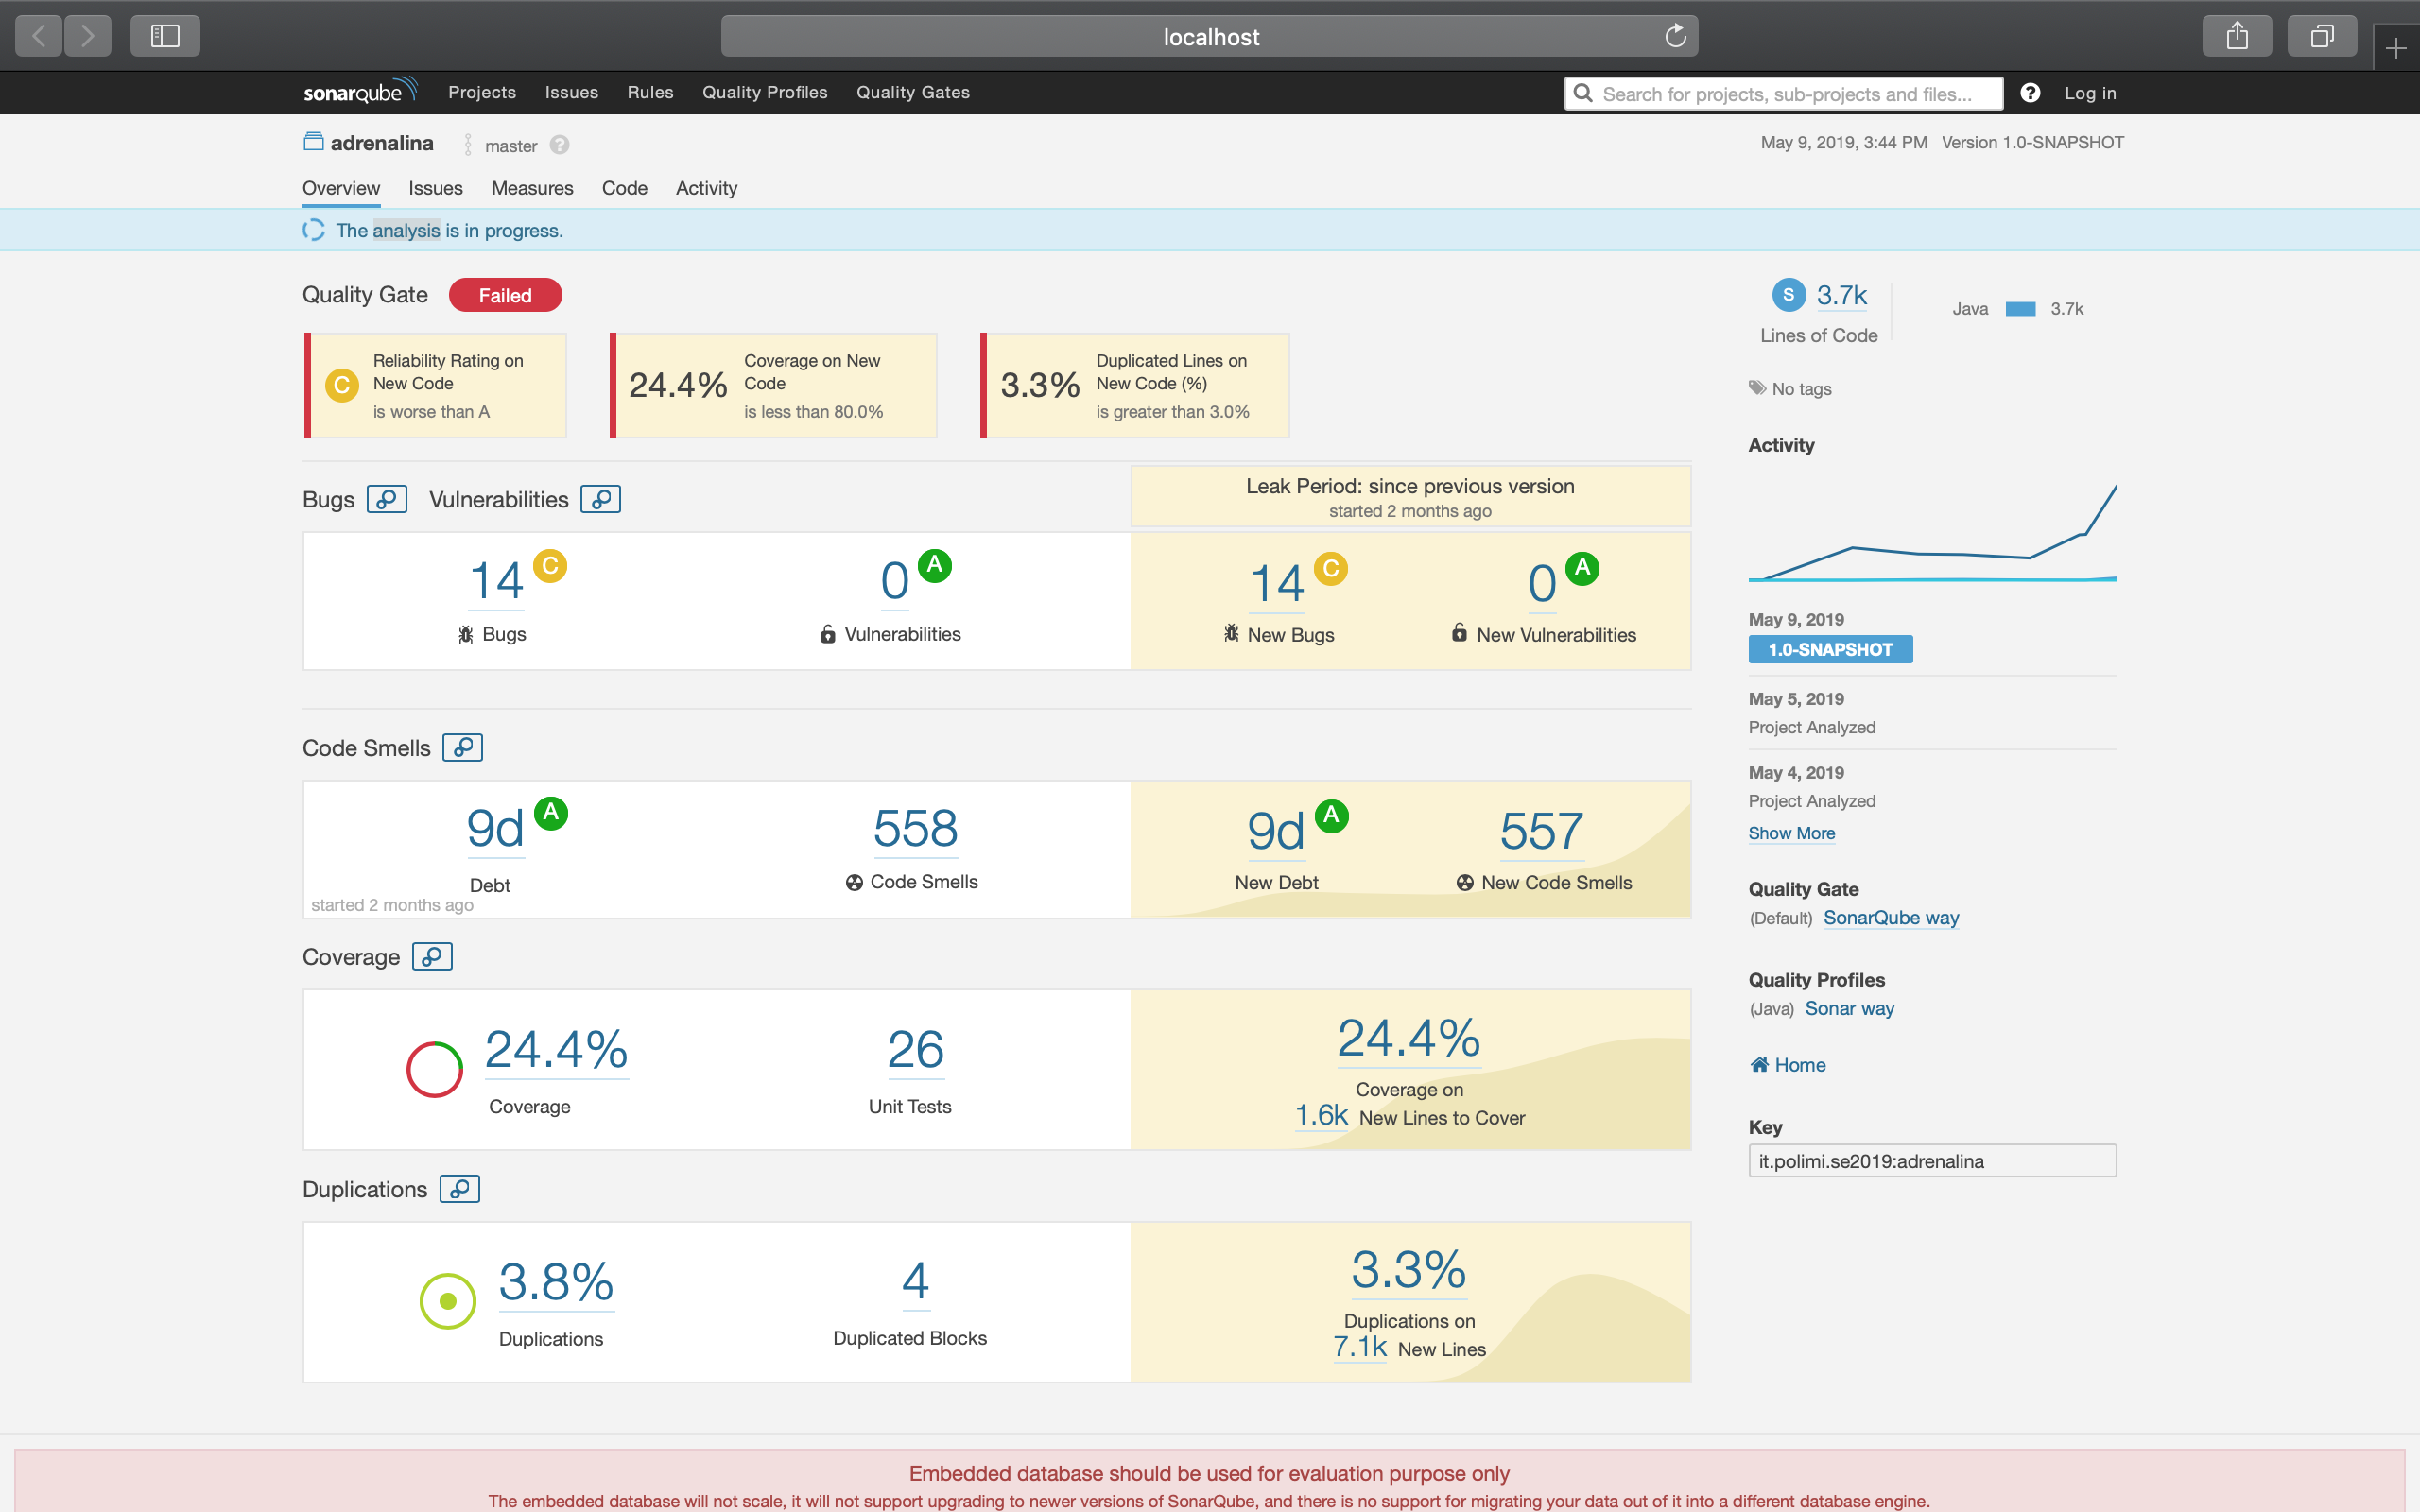 localhost
sonarqube Projects Issues Rules Quality Profiles Quality Gates Search for projects, sub-projects and files... Log in
adrenalina master May 9, 2019, 3:44 PM Version 1.0-SNAPSHOT
Overview Issues Measures Code Activity
The analysis is in progress.
Quality Gate Failed
C Reliability Rating on New Code is worse than A
24.4% Coverage on New Code is less than 80.0%
3.3% Duplicated Lines on New Code (%) is greater than 3.0%
Bugs Vulnerabilities
Leak Period: since previous version
started 2 months ago
14 C 0 A 14 C 0 A
Bugs Vulnerabilities New Bugs New Vulnerabilities
Code Smells
9d A 558 9d A 557
Debt Code Smells New Debt New Code Smells
started 2 months ago
Coverage
24.4% 26 24.4%
Coverage Unit Tests Coverage on
1.6k New Lines to Cover
Duplications
3.8% 4 3.3%
Duplications Duplicated Blocks Duplications on
7.1k New Lines
S 3.7k Java 3.7k
Lines of Code
No tags
Activity
May 9, 2019
1.0-SNAPSHOT
May 5, 2019
Project Analyzed
May 4, 2019
Project Analyzed
Show More
Quality Gate
(Default) SonarQube way
Quality Profiles
(Java) Sonar way
Home
Key
it.polimi.se2019:adrenalina
Embedded database should be used for evaluation purpose only
The embedded database will not scale, it will not support upgrading to newer versions of SonarQube, and there is no support for migrating your data out of it into a different database engine.